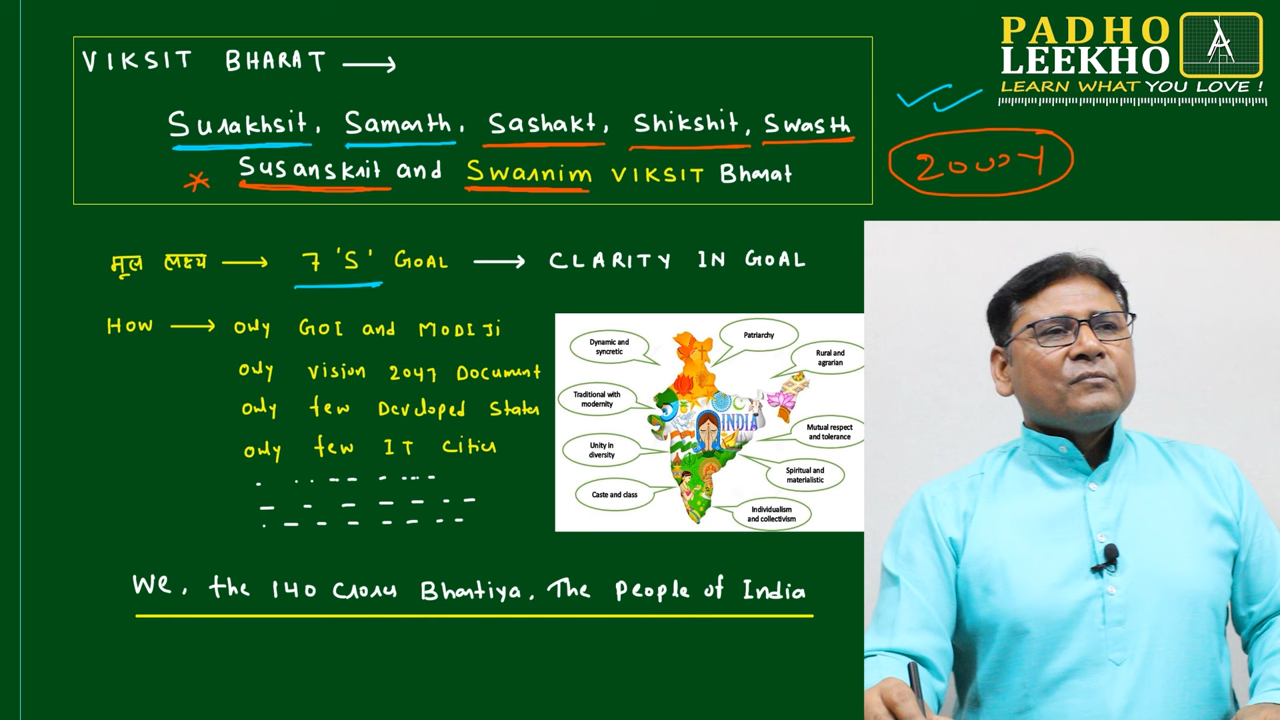 PADHO
LEEKHO
LEARN WHAT YOU LOVE !
VIKSIT BHARAT →
Surakhsit, Samarth, Sashakt, Shikshit, Swasth
* Susanskrit and Swarnim VIKSIT Bharat
मूल लक्ष्य → 7 'S' GOAL → CLARITY IN GOAL
How → only GOI and MODI Ji
only vision 2047 Document
only few Devloped States
only few IT Cities
Patriarchy
Dynamic and
syncretic
Rural and
agrarian
Traditional with
modernity
INDIA
Mutual respect
and tolerance
Unity in
diversity
Spiritual and
materialistic
Caste and class
Individualism
and collectivism
We, the 140 Crores Bhartiya, The People of India